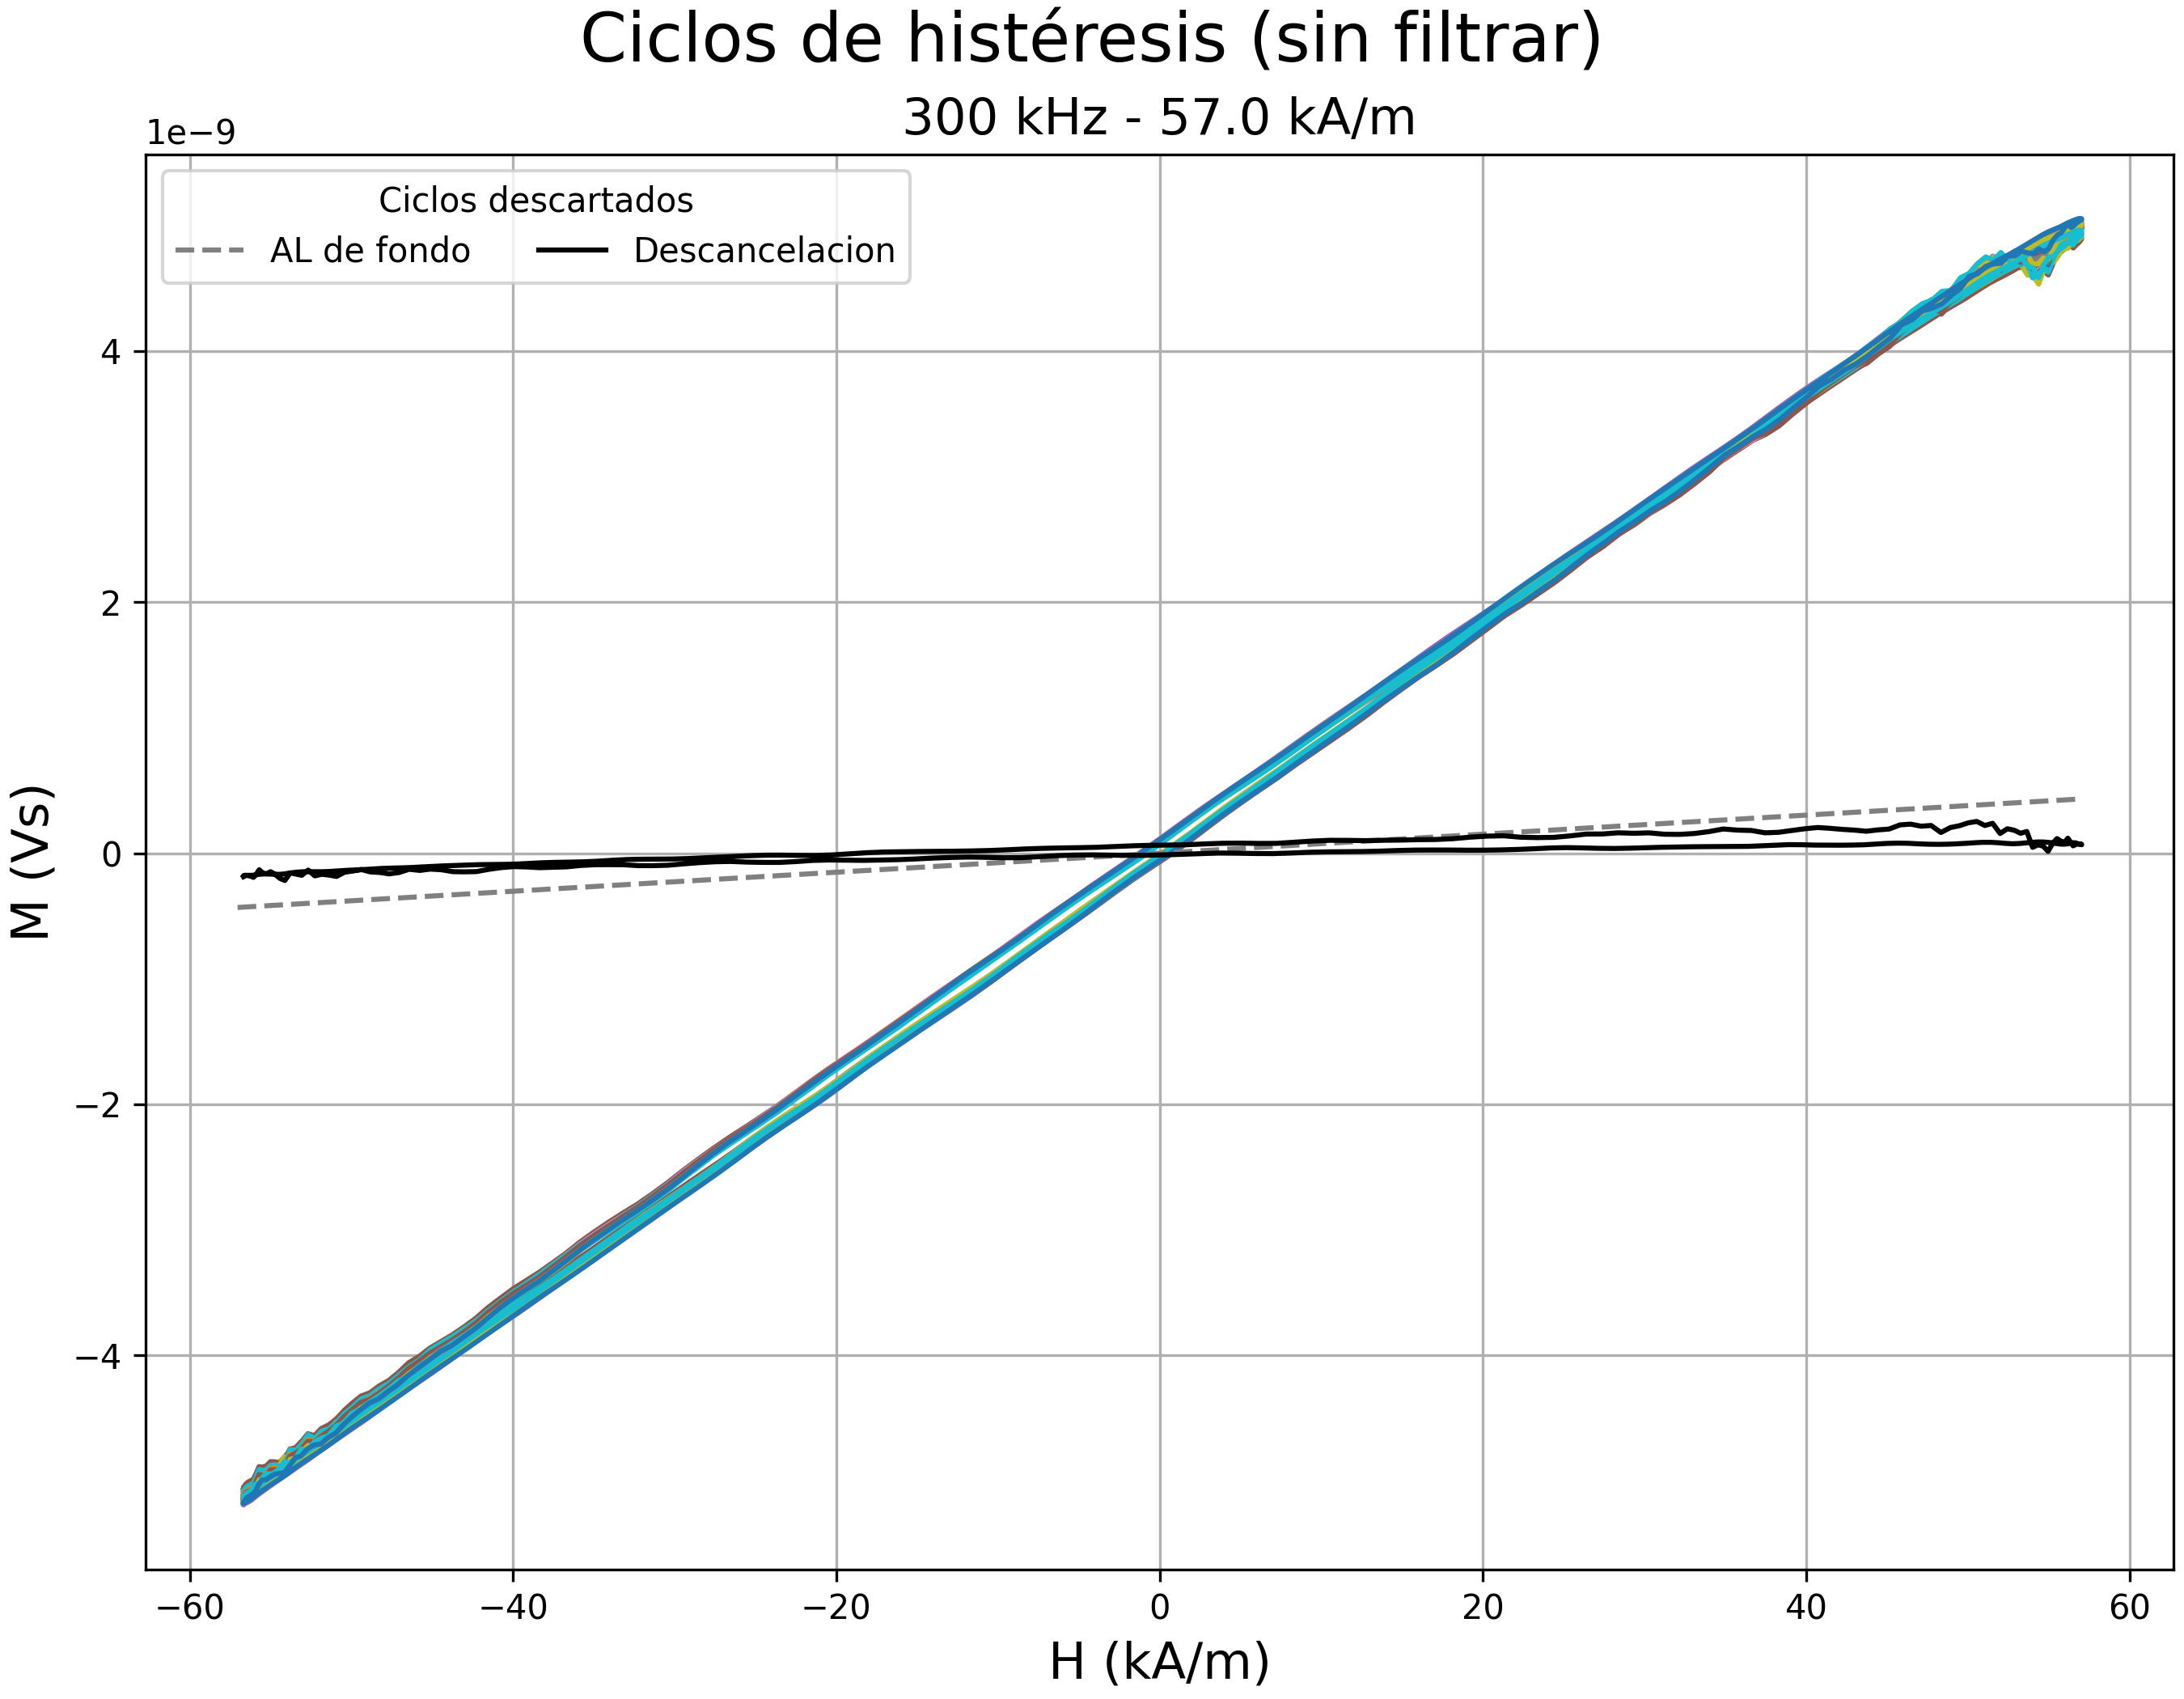 Ciclos de histéresis (sin filtrar)
300 kHz - 57.0 kA/m
1e−9
Ciclos descartados
AL de fondo
Descancelacion
4
2
0
−2
−4
M (Vs)
−60
−40
−20
0
20
40
60
H (kA/m)